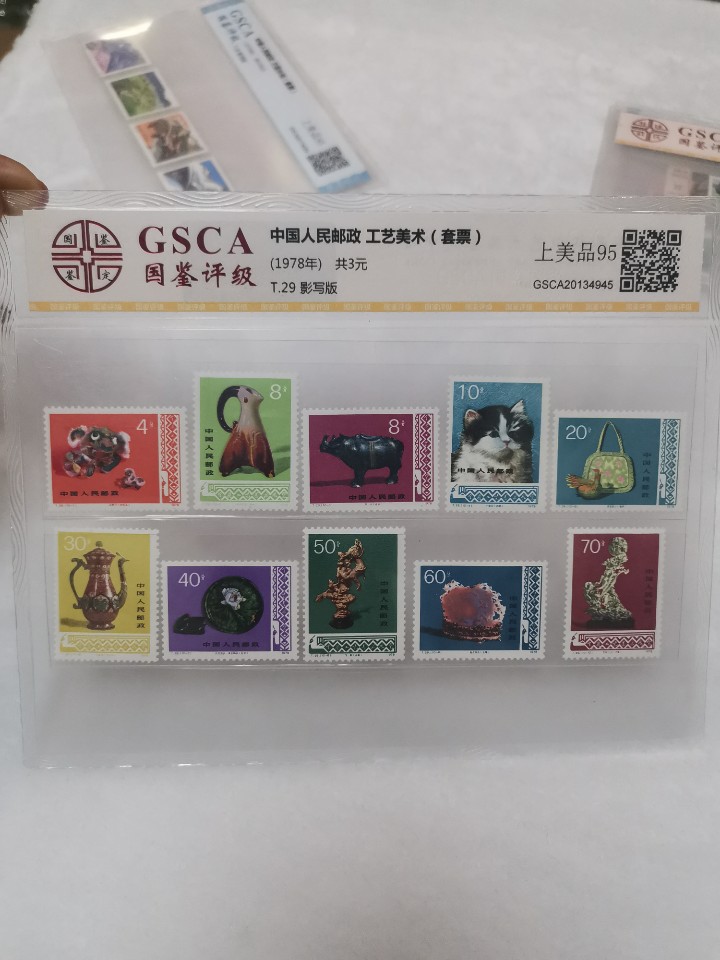 GSCA
GSCA
国鉴
鉴定
GSCA
国鉴评级
中国人民邮政 工艺美术（套票）
(1978年) 共3元
T.29 影写版
上美品95
GSCA20134945
4分
中国人民邮政
8分
中国人民邮政
8分
中国人民邮政
10分
中国人民邮政
20分
中国人民邮政
30分
中国人民邮政
40分
中国人民邮政
50分
中国人民邮政
60分
中国人民邮政
70分
中国人民邮政